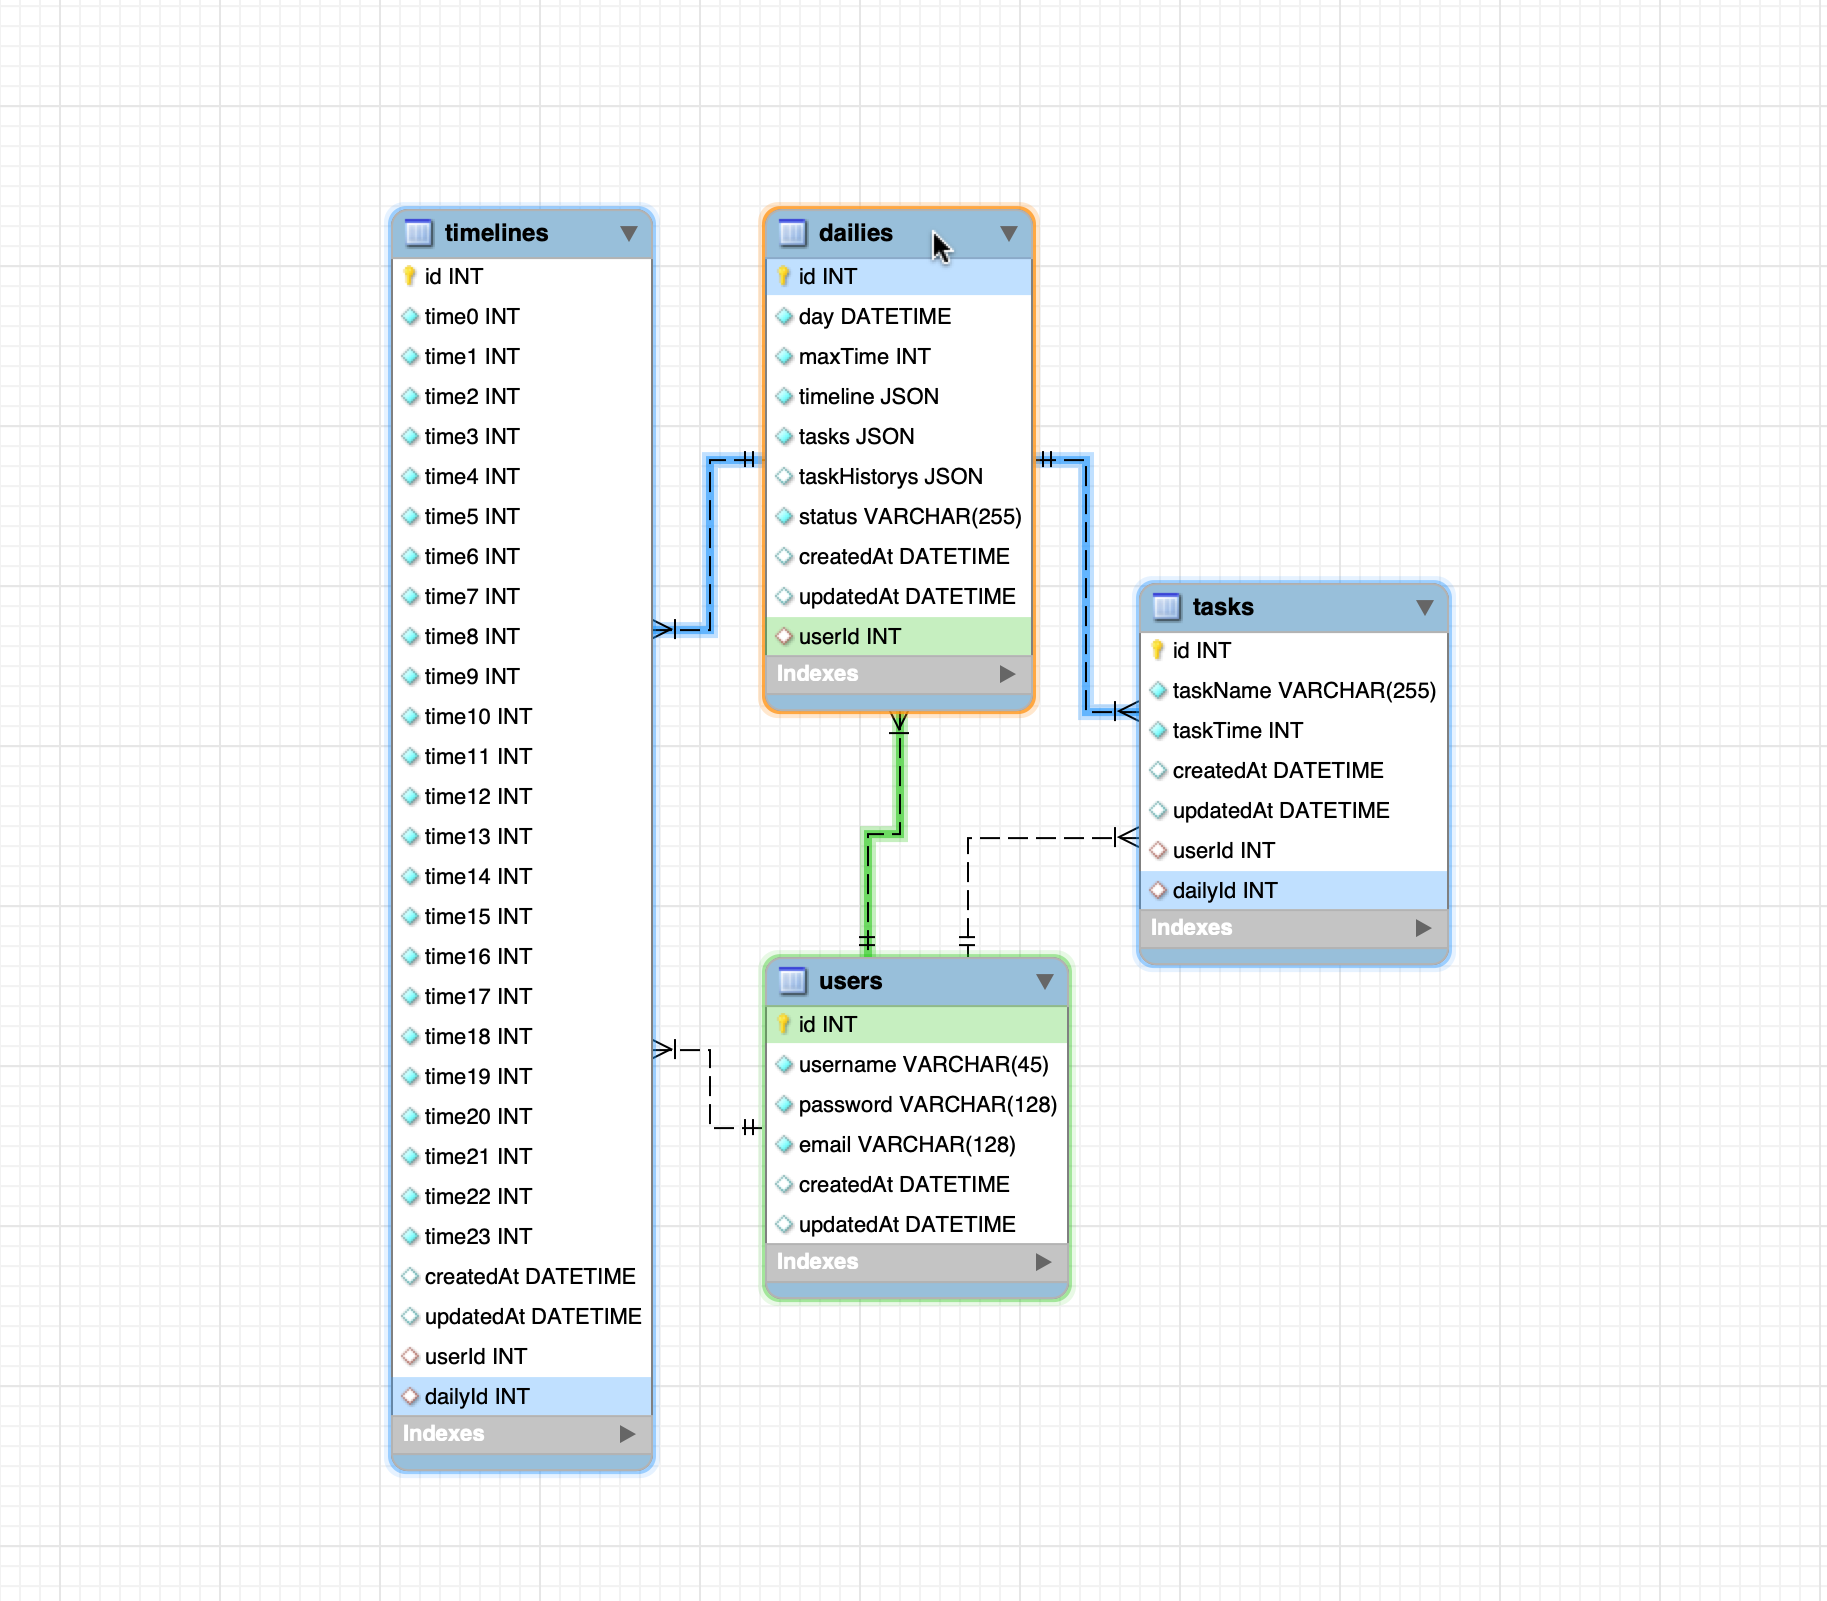 timelines
id INT
time0 INT
time1 INT
time2 INT
time3 INT
time4 INT
time5 INT
time6 INT
time7 INT
time8 INT
time9 INT
time10 INT
time11 INT
time12 INT
time13 INT
time14 INT
time15 INT
time16 INT
time17 INT
time18 INT
time19 INT
time20 INT
time21 INT
time22 INT
time23 INT
createdAt DATETIME
updatedAt DATETIME
userId INT
dailyId INT
Indexes
dailies
id INT
day DATETIME
maxTime INT
timeline JSON
tasks JSON
taskHistorys JSON
status VARCHAR(255)
createdAt DATETIME
updatedAt DATETIME
userId INT
Indexes
tasks
id INT
taskName VARCHAR(255)
taskTime INT
createdAt DATETIME
updatedAt DATETIME
userId INT
dailyId INT
Indexes
users
id INT
username VARCHAR(45)
password VARCHAR(128)
email VARCHAR(128)
createdAt DATETIME
updatedAt DATETIME
Indexes